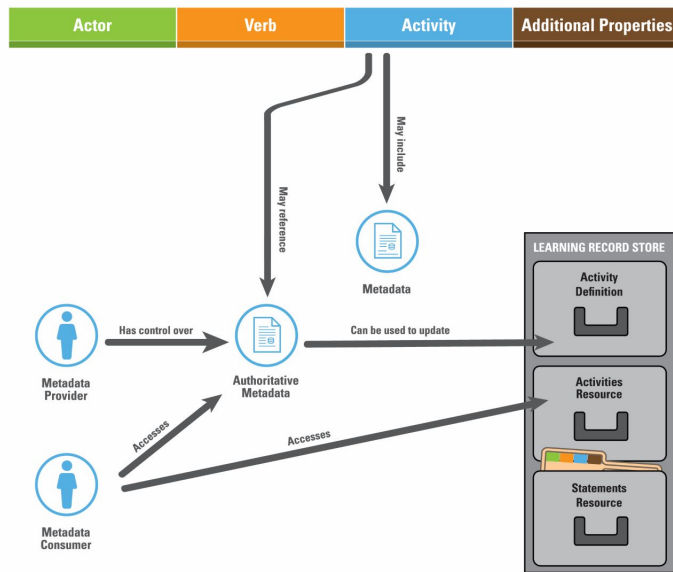 Actor
Verb
Activity
Additional Properties
May reference
May include
Metadata
LEARNING RECORD STORE
Activity
Definition
Has control over
Can be used to update
Metadata
Provider
Authoritative
Metadata
Activities
Resource
Accesses
Accesses
Metadata
Consumer
Statements
Resource